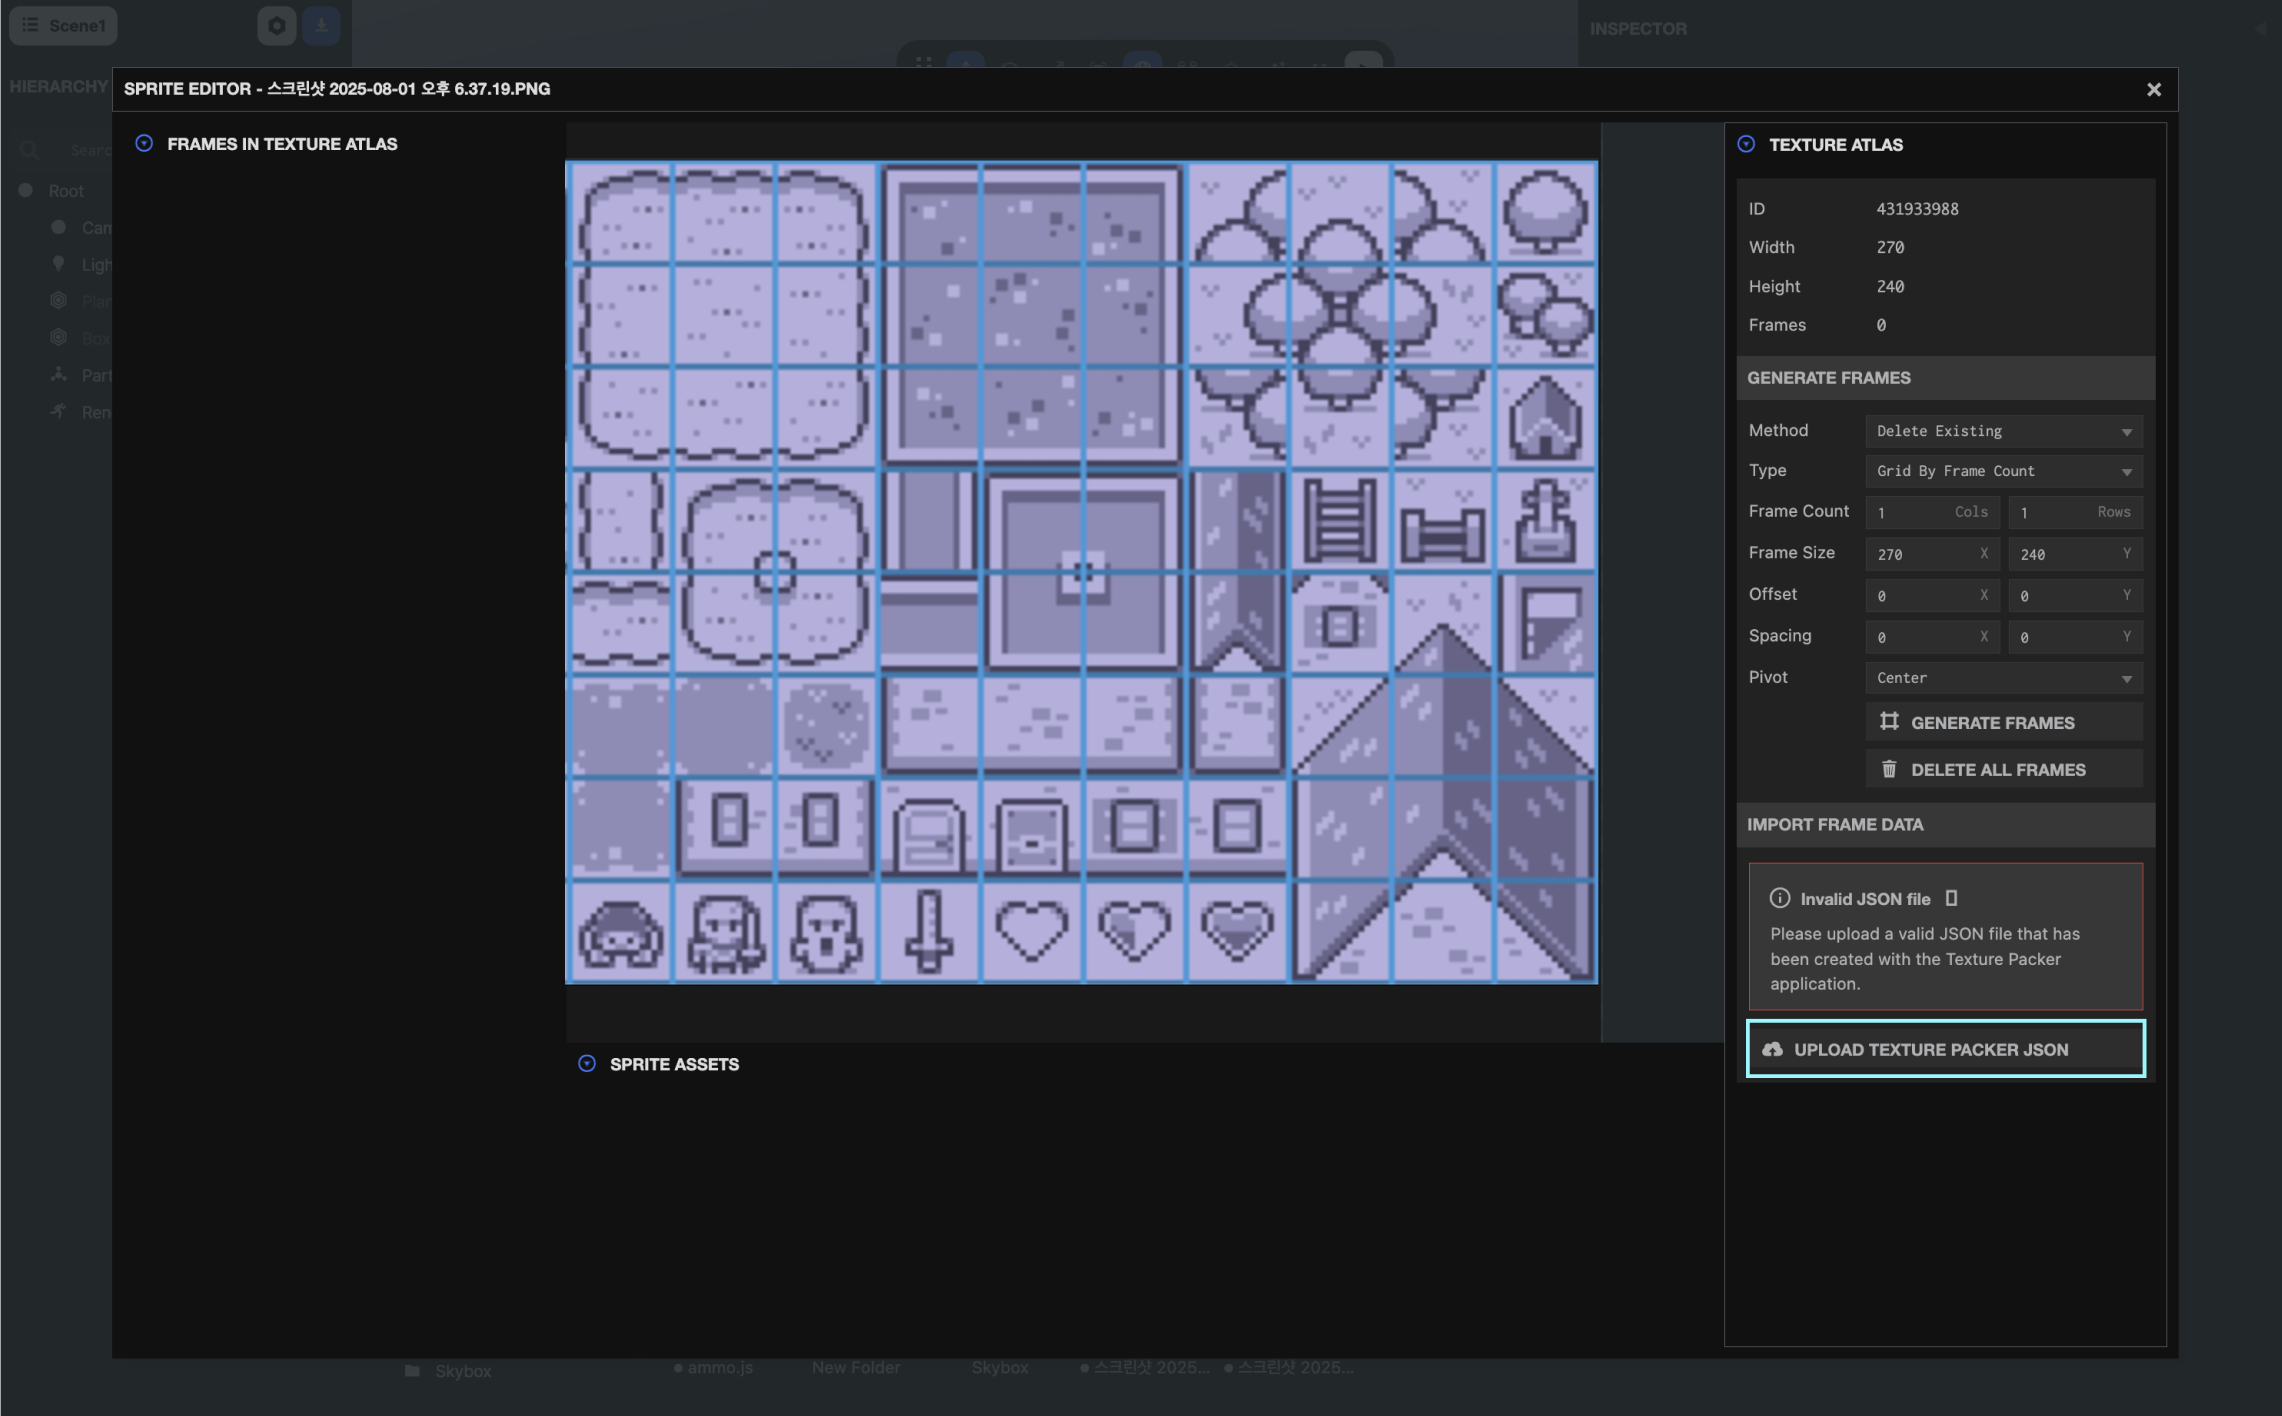 Scene1
INSPECTOR
HIERARCHY
SPRITE EDITOR - 스크린샷 2025-08-01 오후 6.37.19.PNG
FRAMES IN TEXTURE ATLAS
Searc
Root
Cam
Ligh
Plan
Box
Part
Ren
SPRITE ASSETS
TEXTURE ATLAS
ID 431933988
Width 270
Height 240
Frames 0
GENERATE FRAMES
Method Delete Existing
Type Grid By Frame Count
Frame Count 1 Cols 1 Rows
Frame Size 270 X 240 Y
Offset 0 X 0 Y
Spacing 0 X 0 Y
Pivot Center
GENERATE FRAMES
DELETE ALL FRAMES
IMPORT FRAME DATA
Invalid JSON file
Please upload a valid JSON file that has
been created with the Texture Packer
application.
UPLOAD TEXTURE PACKER JSON
Skybox
ammo.js
New Folder
Skybox
스크린샷 2025...
스크린샷 2025...